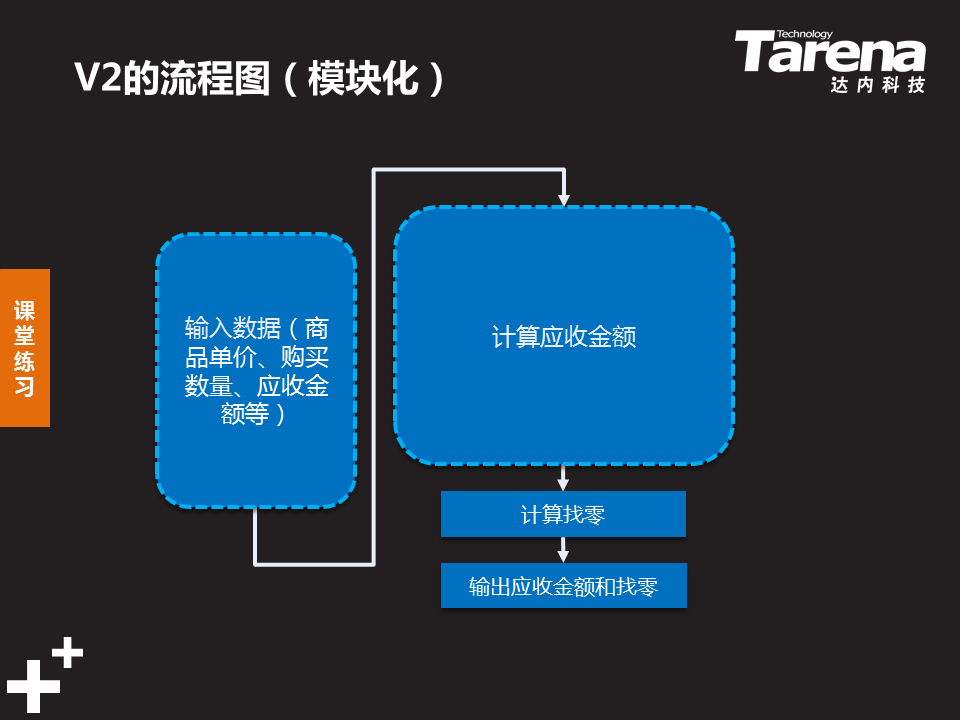 Technology
Tarena
达内科技
V2的流程图（模块化）
课
堂
练
习
输入数据（商
品单价、购买
数量、应收金
额等）
计算应收金额
计算找零
输出应收金额和找零